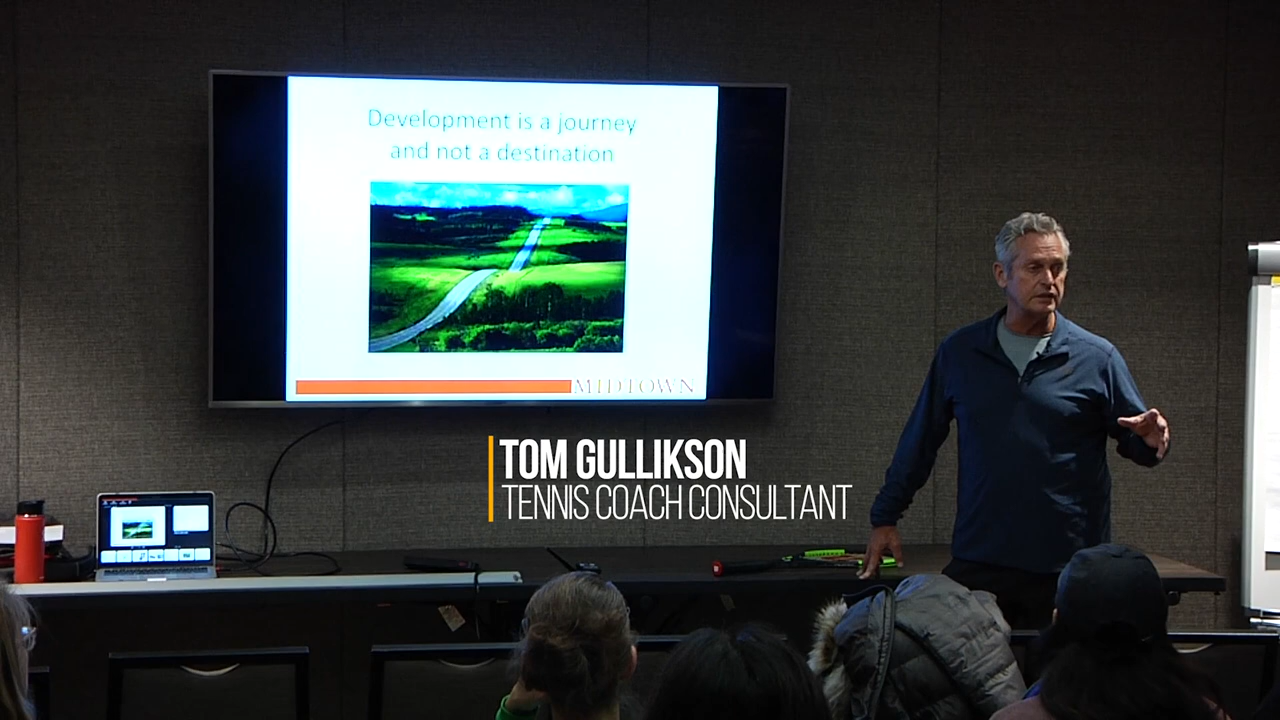 Development is a journey
and not a destination
MIDTOWN
TOM GULLIKSON
TENNIS COACH CONSULTANT